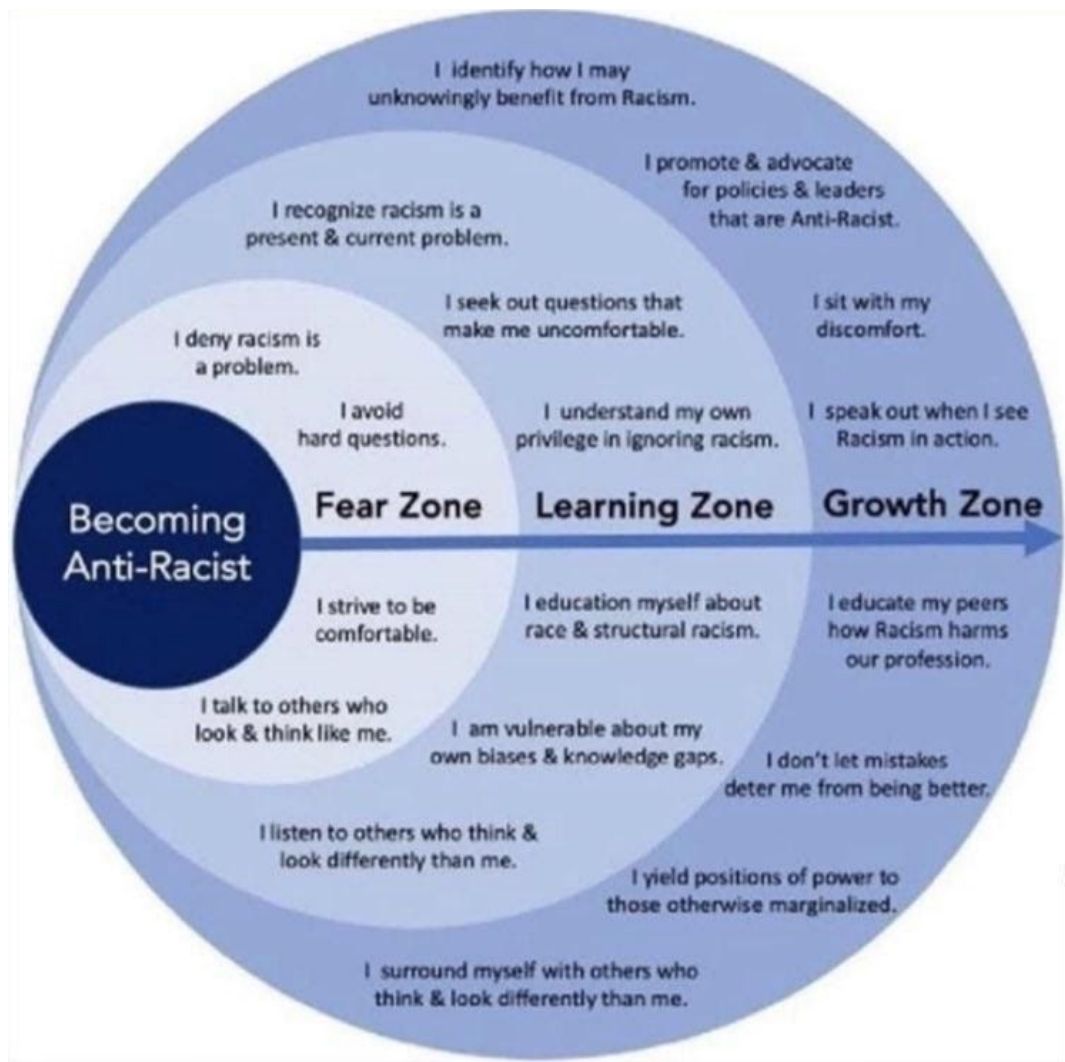 I identify how I may
unknowingly benefit from Racism.
I promote & advocate
for policies & leaders
that are Anti-Racist.
I recognize racism is a
present & current problem.
I seek out questions that
make me uncomfortable.
I sit with my
discomfort.
I deny racism is
a problem.
I avoid
hard questions.
I understand my own
privilege in ignoring racism.
I speak out when I see
Racism in action.
Becoming
Anti-Racist
Fear Zone
Learning Zone
Growth Zone
I strive to be
comfortable.
I education myself about
race & structural racism.
I educate my peers
how Racism harms
our profession.
I talk to others who
look & think like me.
I am vulnerable about my
own biases & knowledge gaps.
I don't let mistakes
deter me from being better.
I listen to others who think &
look differently than me.
I yield positions of power to
those otherwise marginalized.
I surround myself with others who
think & look differently than me.